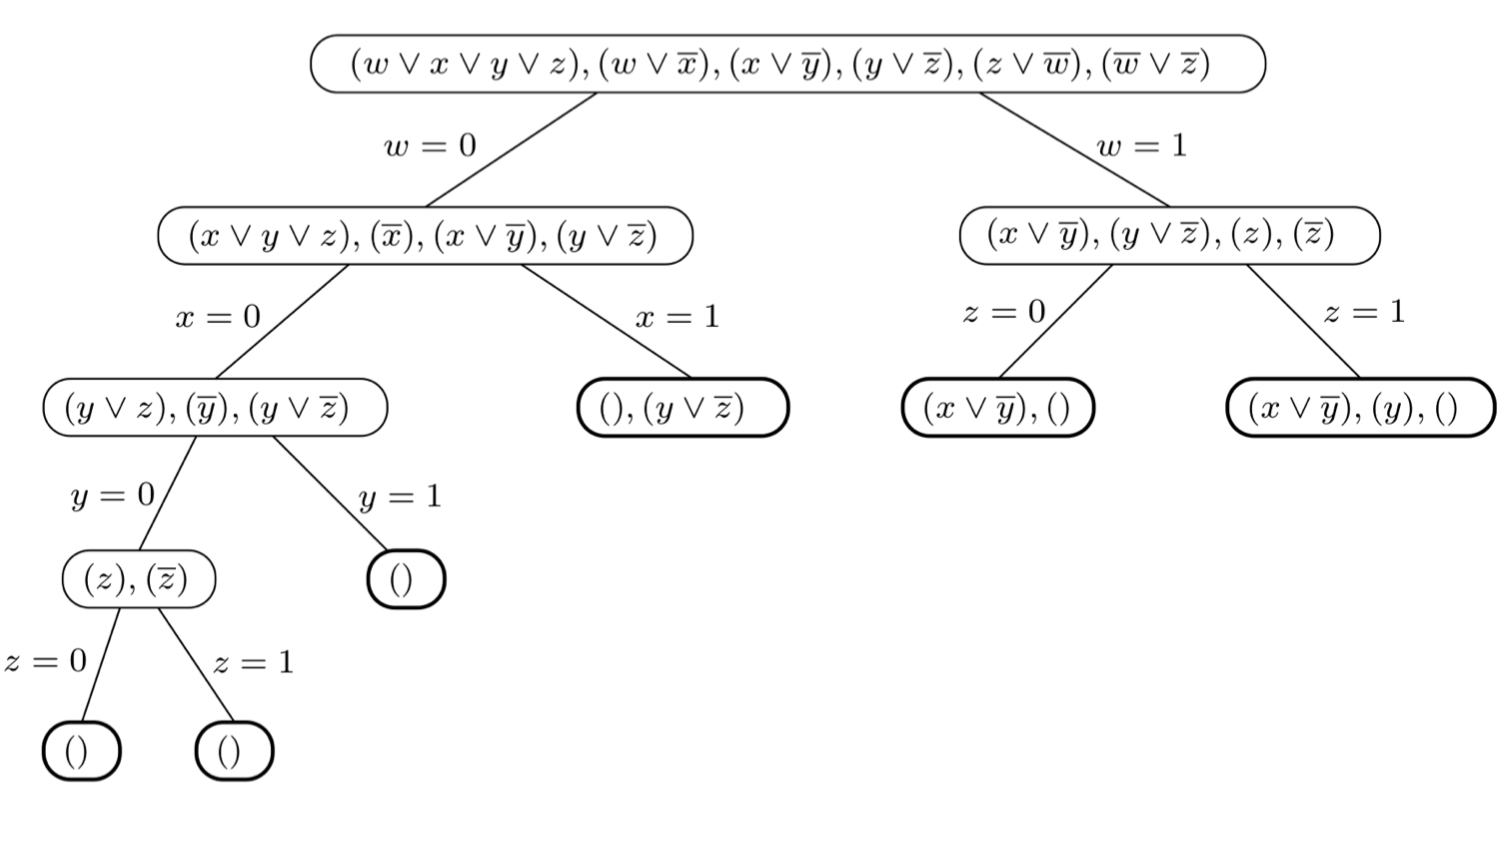 (w ∨ x ∨ y ∨ z), (w ∨ x̅), (x ∨ y̅), (y ∨ z̅), (z ∨ w̅), (w̅ ∨ z̅)
w = 0
w = 1
(x ∨ y ∨ z), (x̅), (x ∨ y̅), (y ∨ z̅)
(x ∨ y̅), (y ∨ z̅), (z), (z̅)
x = 0
x = 1
z = 0
z = 1
(y ∨ z), (y̅), (y ∨ z̅)
(), (y ∨ z̅)
(x ∨ y̅), ()
(x ∨ y̅), (y), ()
y = 0
y = 1
(z), (z̅)
()
z = 0
z = 1
()
()